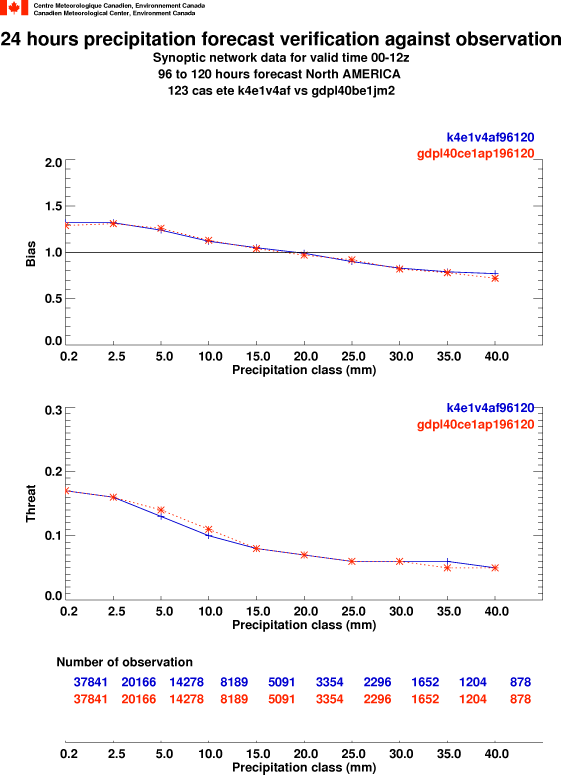 Centre Meteorologique Canadien, Environnement Canada
Canadian Meteorological Center, Environment Canada
24 hours precipitation forecast verification against observation
Synoptic network data for valid time 00-12z
96 to 120 hours forecast North AMERICA
123 cas ete k4e1v4af vs gdpl40be1jm2
k4e1v4af96120
gdpl40ce1ap196120
2.0
1.5
1.0
0.5
0.0
Bias
0.2 2.5 5.0 10.0 15.0 20.0 25.0 30.0 35.0 40.0
Precipitation class (mm)
k4e1v4af96120
gdpl40ce1ap196120
0.3
0.2
0.1
0.0
Threat
0.2 2.5 5.0 10.0 15.0 20.0 25.0 30.0 35.0 40.0
Precipitation class (mm)
Number of observation
37841 20166 14278 8189 5091 3354 2296 1652 1204 878
37841 20166 14278 8189 5091 3354 2296 1652 1204 878
0.2 2.5 5.0 10.0 15.0 20.0 25.0 30.0 35.0 40.0
Precipitation class (mm)